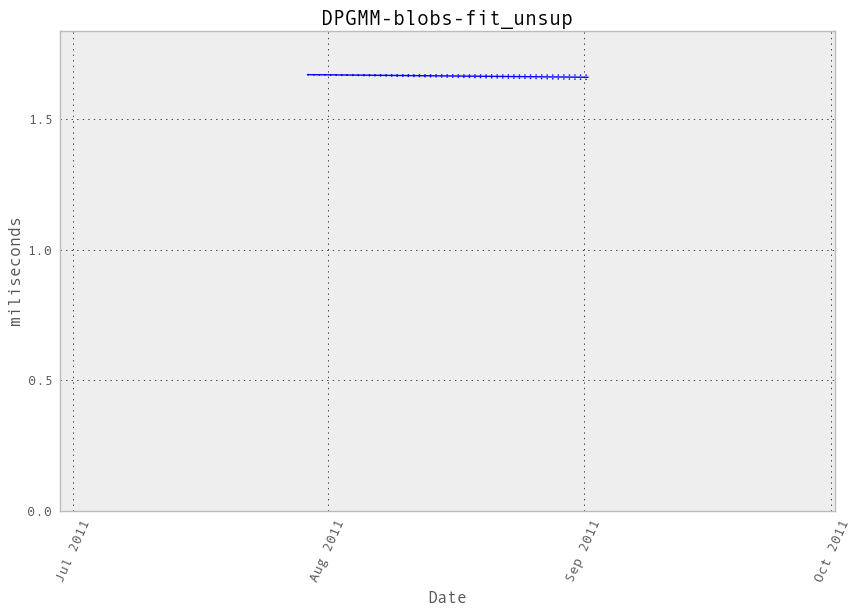 DPGMM-blobs-fit_unsup
1.5
1.0
0.5
0.0
miliseconds
Jul 2011
Aug 2011
Sep 2011
Oct 2011
Date